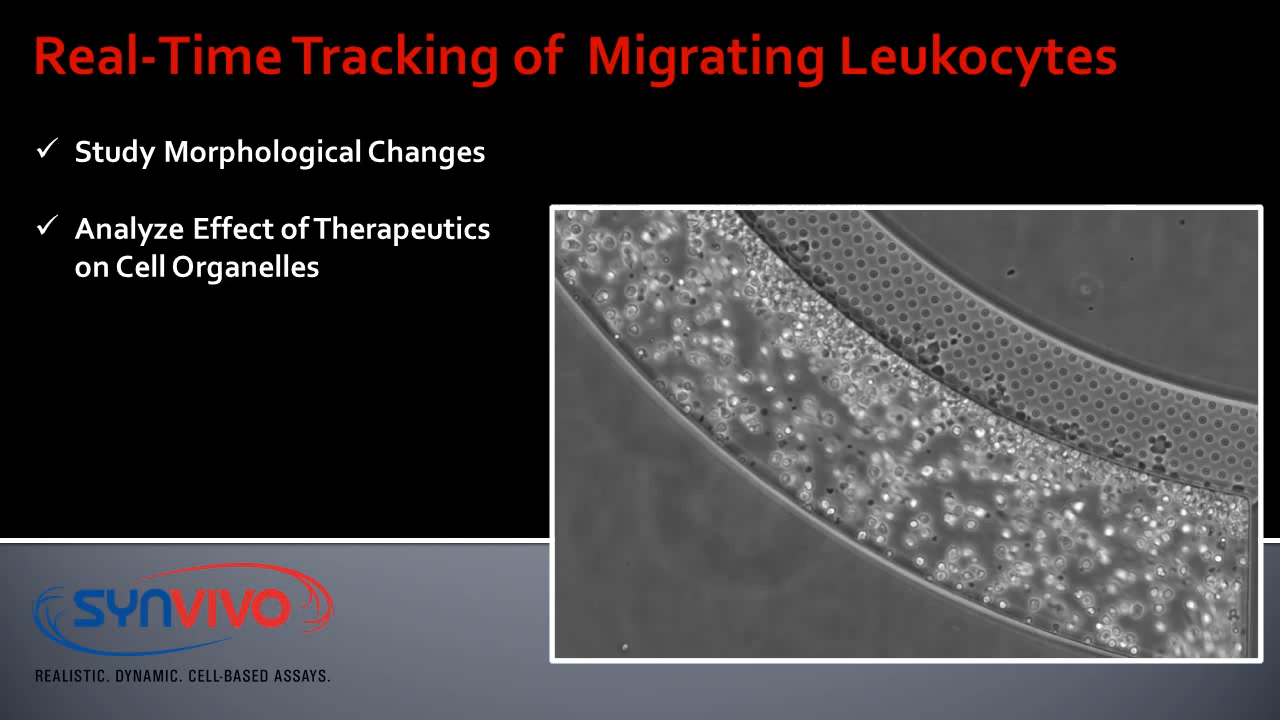 Real-Time Tracking of Migrating Leukocytes
✓ Study Morphological Changes
✓ Analyze Effect of Therapeutics
on Cell Organelles
SYNVIVO
REALISTIC. DYNAMIC. CELL-BASED ASSAYS.